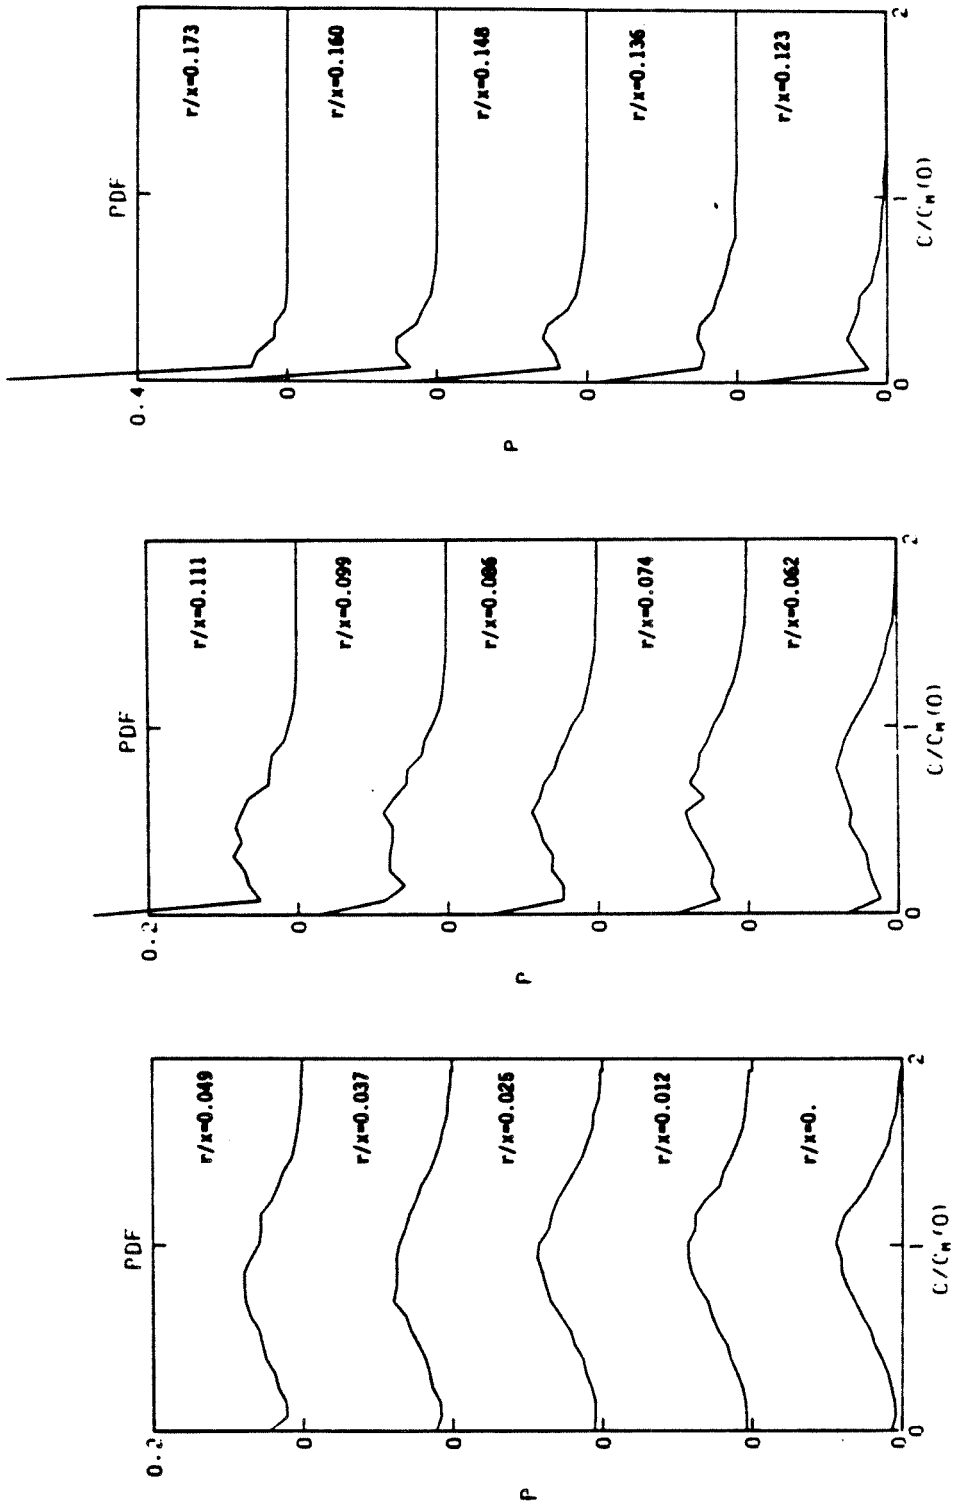 PDF
0.4
r/x=0.173
0
r/x=0.160
0
r/x=0.148
0
r/x=0.136
0
r/x=0.123
0
P
0
1
2
C/CM(0)
PDF
0.2
r/x=0.111
0
r/x=0.099
0
r/x=0.086
0
r/x=0.074
0
r/x=0.062
0
P
0
1
2
C/CM(0)
PDF
0.2
r/x=0.049
0
r/x=0.037
0
r/x=0.025
0
r/x=0.012
0
r/x=0.
0
P
0
1
2
C/CM(0)